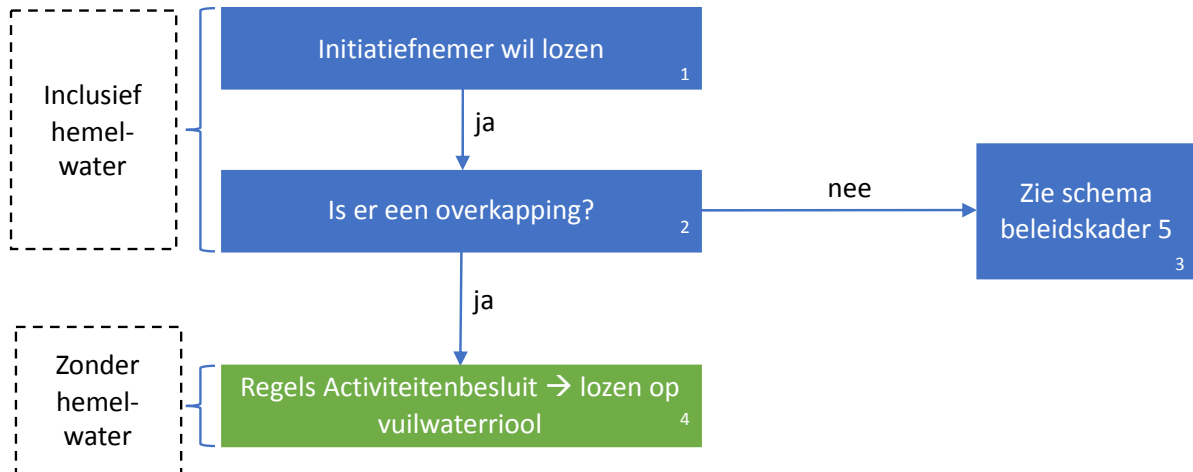 Inclusief
hemel-
water
Initiatiefnemer wil lozen
1
ja
Is er een overkapping?
2
nee
Zie schema
beleidskader 5
3
ja
Zonder
hemel-
water
Regels Activiteitenbesluit → lozen op
vuilwaterriool
4